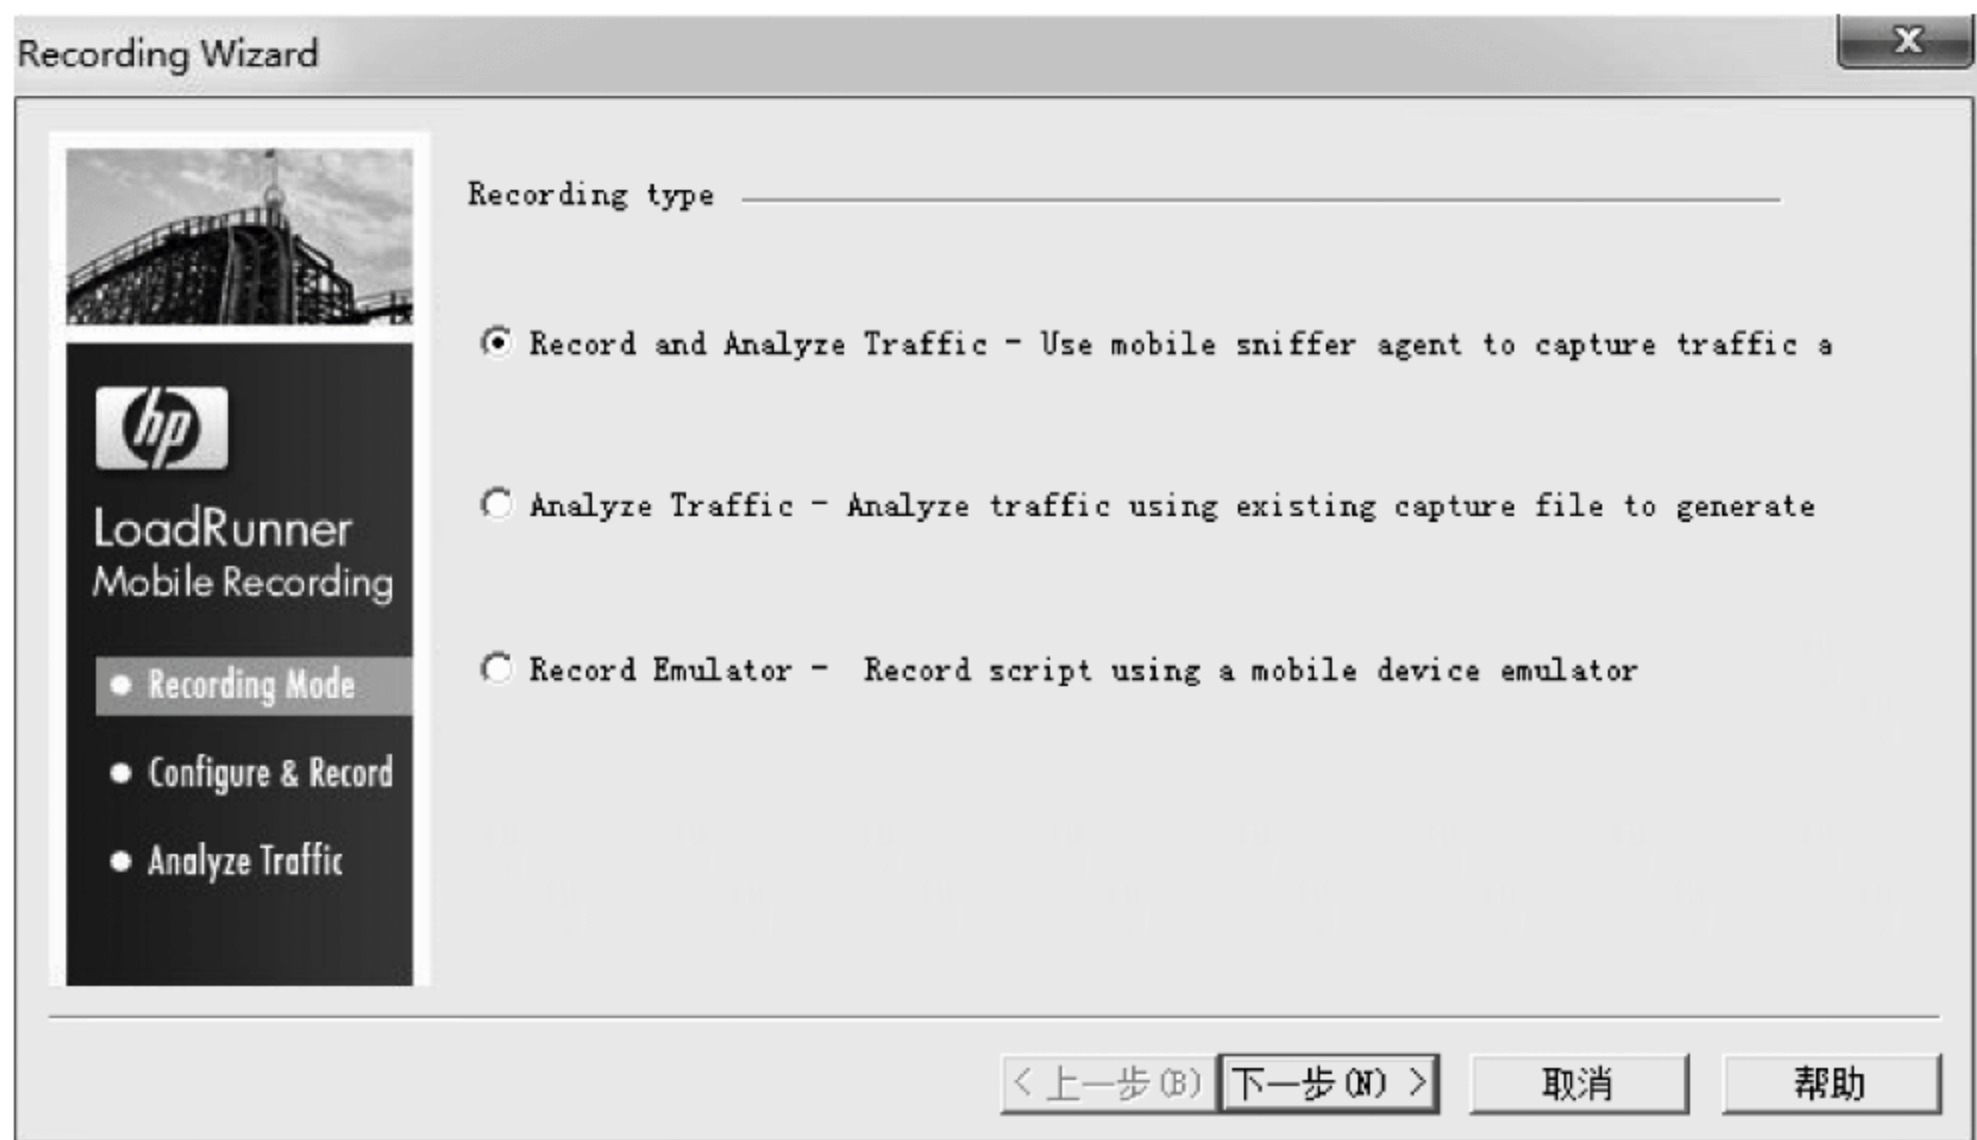 Recording Wizard
Recording type
Record and Analyze Traffic - Use mobile sniffer agent to capture traffic a
Analyze Traffic - Analyze traffic using existing capture file to generate
Record Emulator -  Record script using a mobile device emulator
hp
LoadRunner
Mobile Recording
Recording Mode
Configure & Record
Analyze Traffic
< 上一步(B)
下一步(N) >
取消
帮助